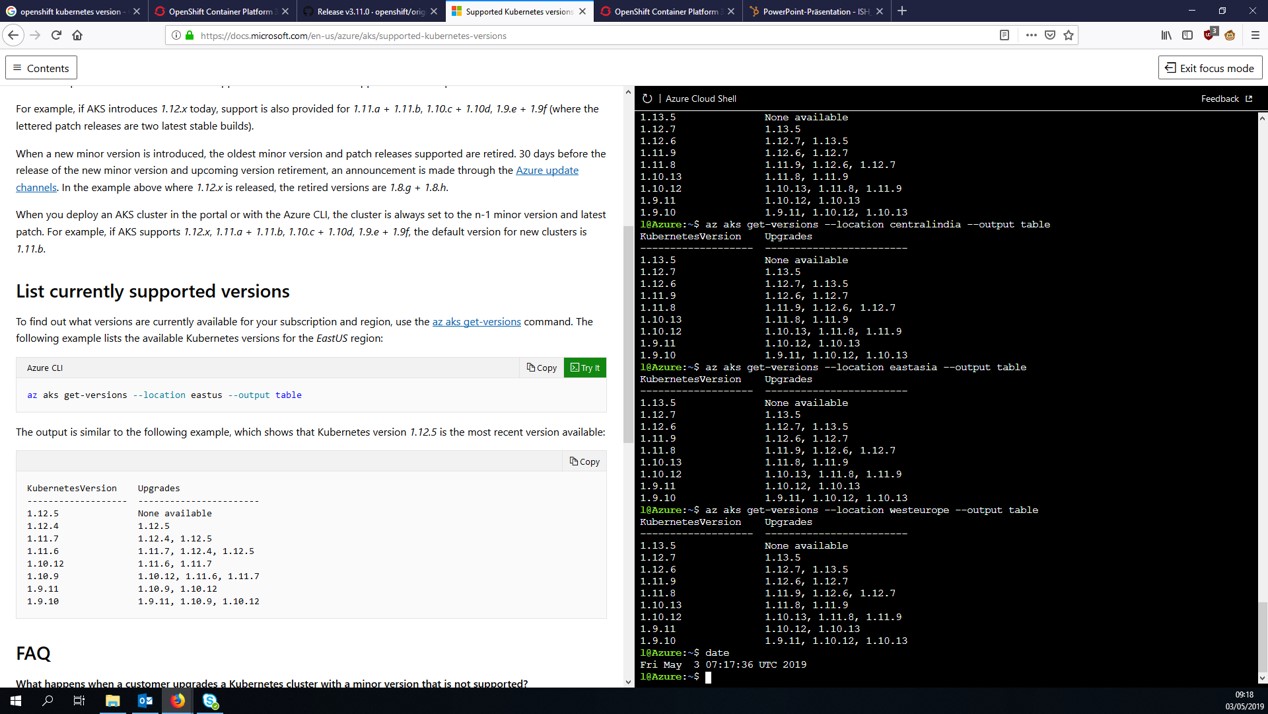 openshift kubernetes version -
OpenShift Container Platform 3
Release v3.11.0 · openshift/orig
Supported Kubernetes versions
OpenShift Container Platform 3
PowerPoint-Präsentation - ISH
https://docs.microsoft.com/en-us/azure/aks/supported-kubernetes-versions
3
Contents
Exit focus mode
For example, if AKS introduces 1.12.x today, support is also provided for 1.11.a + 1.11.b, 1.10.c + 1.10d, 1.9.e + 1.9f (where the
lettered patch releases are two latest stable builds).
When a new minor version is introduced, the oldest minor version and patch releases supported are retired. 30 days before the
release of the new minor version and upcoming version retirement, an announcement is made through the Azure update
channels. In the example above where 1.12.x is released, the retired versions are 1.8.g + 1.8.h.
When you deploy an AKS cluster in the portal or with the Azure CLI, the cluster is always set to the n-1 minor version and latest
patch. For example, if AKS supports 1.12.x, 1.11.a + 1.11.b, 1.10.c + 1.10d, 1.9.e + 1.9f, the default version for new clusters is
1.11.b.
List currently supported versions
To find out what versions are currently available for your subscription and region, use the az aks get-versions command. The
following example lists the available Kubernetes versions for the EastUS region:
Azure CLI
Copy
Try It
az aks get-versions --location eastus --output table
The output is similar to the following example, which shows that Kubernetes version 1.12.5 is the most recent version available:
Copy
KubernetesVersion Upgrades
------------------- -----------------------
1.12.5 None available
1.12.4 1.12.5
1.11.7 1.12.4, 1.12.5
1.11.6 1.11.7, 1.12.4, 1.12.5
1.10.12 1.11.6, 1.11.7
1.10.9 1.10.12, 1.11.6, 1.11.7
1.9.11 1.10.9, 1.10.12
1.9.10 1.9.11, 1.10.9, 1.10.12
FAQ
What happens when a customer upgrades a Kubernetes cluster with a minor version that is not supported?
| Azure Cloud Shell
Feedback
1.13.5 None available
1.12.7 1.13.5
1.12.6 1.12.7, 1.13.5
1.11.9 1.12.6, 1.12.7
1.11.8 1.11.9, 1.12.6, 1.12.7
1.10.13 1.11.8, 1.11.9
1.10.12 1.10.13, 1.11.8, 1.11.9
1.9.11 1.10.12, 1.10.13
1.9.10 1.9.11, 1.10.12, 1.10.13
l@Azure:~$ az aks get-versions --location centralindia --output table
KubernetesVersion Upgrades
------------------- ------------------------
1.13.5 None available
1.12.7 1.13.5
1.12.6 1.12.7, 1.13.5
1.11.9 1.12.6, 1.12.7
1.11.8 1.11.9, 1.12.6, 1.12.7
1.10.13 1.11.8, 1.11.9
1.10.12 1.10.13, 1.11.8, 1.11.9
1.9.11 1.10.12, 1.10.13
1.9.10 1.9.11, 1.10.12, 1.10.13
l@Azure:~$ az aks get-versions --location eastasia --output table
KubernetesVersion Upgrades
------------------- ------------------------
1.13.5 None available
1.12.7 1.13.5
1.12.6 1.12.7, 1.13.5
1.11.9 1.12.6, 1.12.7
1.11.8 1.11.9, 1.12.6, 1.12.7
1.10.13 1.11.8, 1.11.9
1.10.12 1.10.13, 1.11.8, 1.11.9
1.9.11 1.10.12, 1.10.13
1.9.10 1.9.11, 1.10.12, 1.10.13
l@Azure:~$ az aks get-versions --location westeurope --output table
KubernetesVersion Upgrades
------------------- ------------------------
1.13.5 None available
1.12.7 1.13.5
1.12.6 1.12.7, 1.13.5
1.11.9 1.12.6, 1.12.7
1.11.8 1.11.9, 1.12.6, 1.12.7
1.10.13 1.11.8, 1.11.9
1.10.12 1.10.13, 1.11.8, 1.11.9
1.9.11 1.10.12, 1.10.13
1.9.10 1.9.11, 1.10.12, 1.10.13
l@Azure:~$ date
Fri May  3 07:17:36 UTC 2019
l@Azure:~$
09:18
03/05/2019